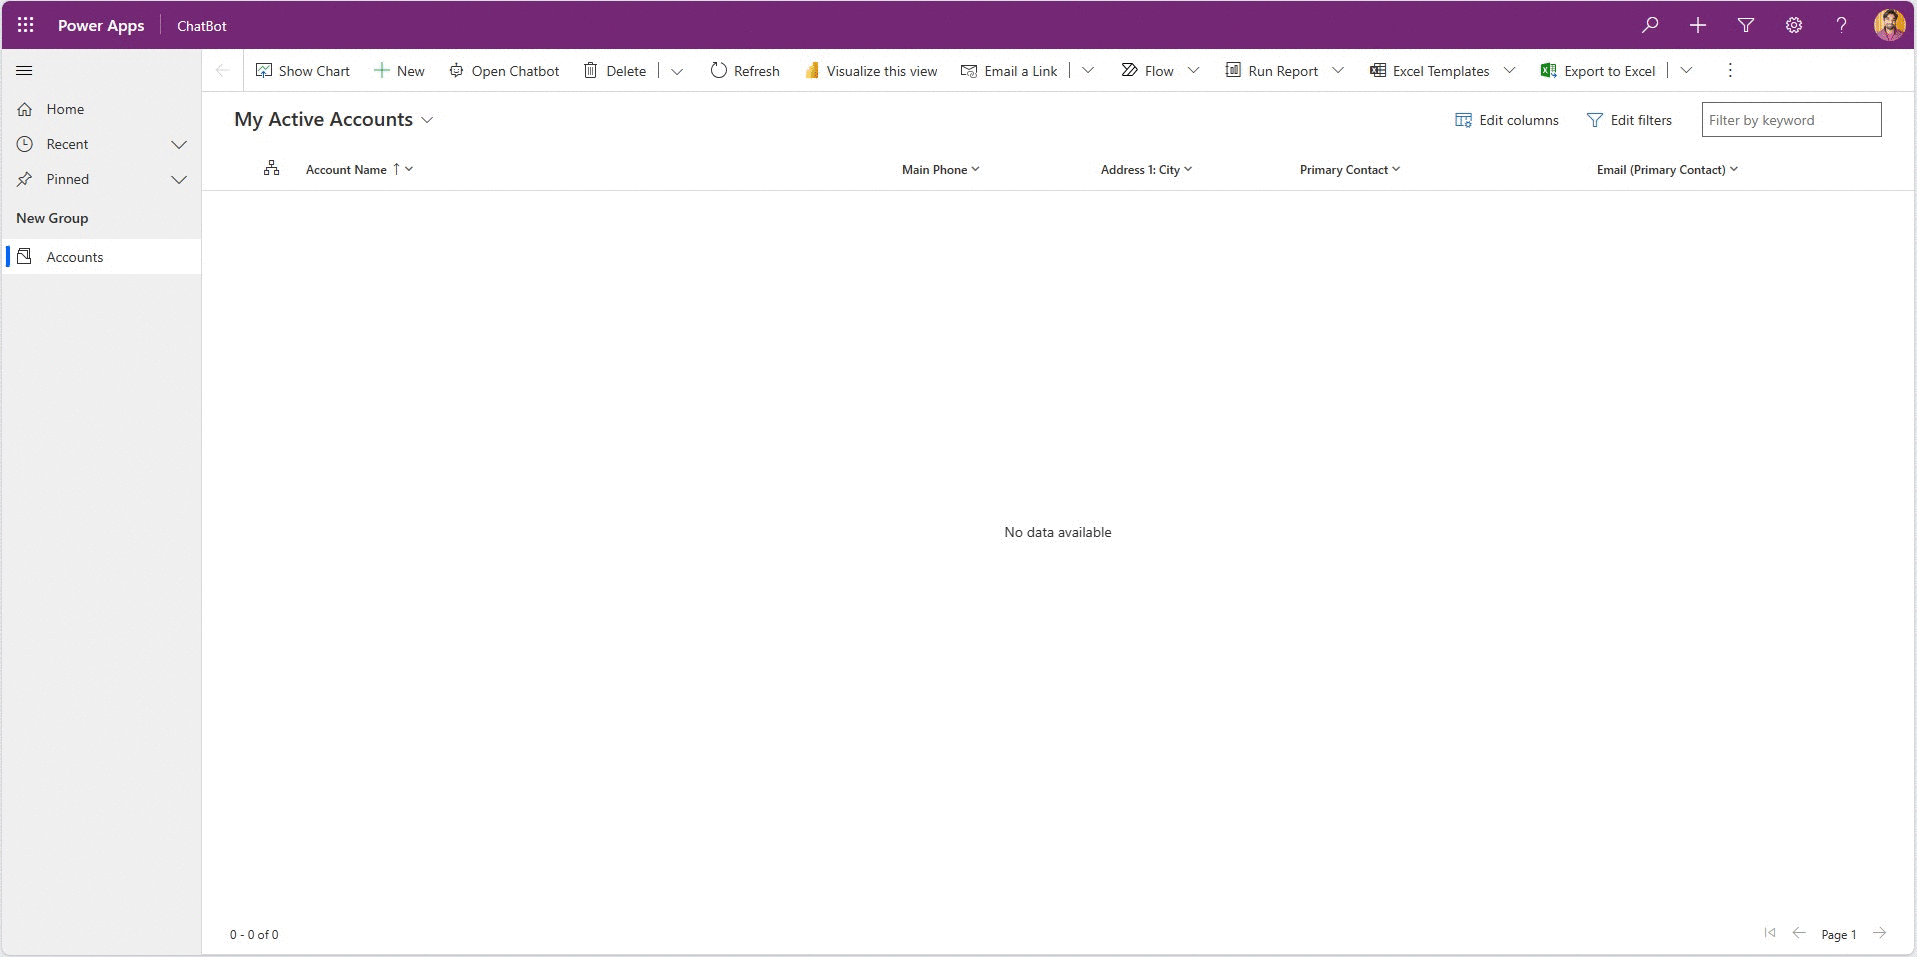 Power Apps ChatBot
Show Chart New Open Chatbot Delete Refresh Visualize this view Email a Link Flow Run Report Excel Templates Export to Excel
Home
Recent
Pinned
New Group
Accounts
My Active Accounts
Edit columns Edit filters Filter by keyword
Account Name Main Phone Address 1: City Primary Contact Email (Primary Contact)
No data available
0 - 0 of 0
Page 1